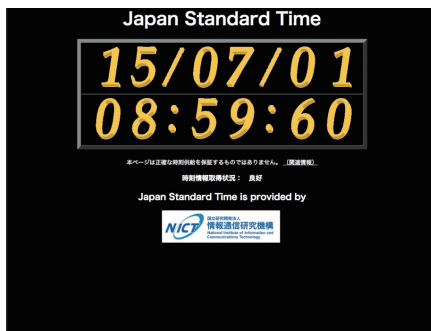 Japan Standard Time
15/07/01
08:59:60
本ページは正確な時刻供給を保証するものではありません。 (関連情報)
時刻情報取得状況： 良好
Japan Standard Time is provided by
NICT
国立研究開発法人
情報通信研究機構
National Institute of Information and
Communications Technology